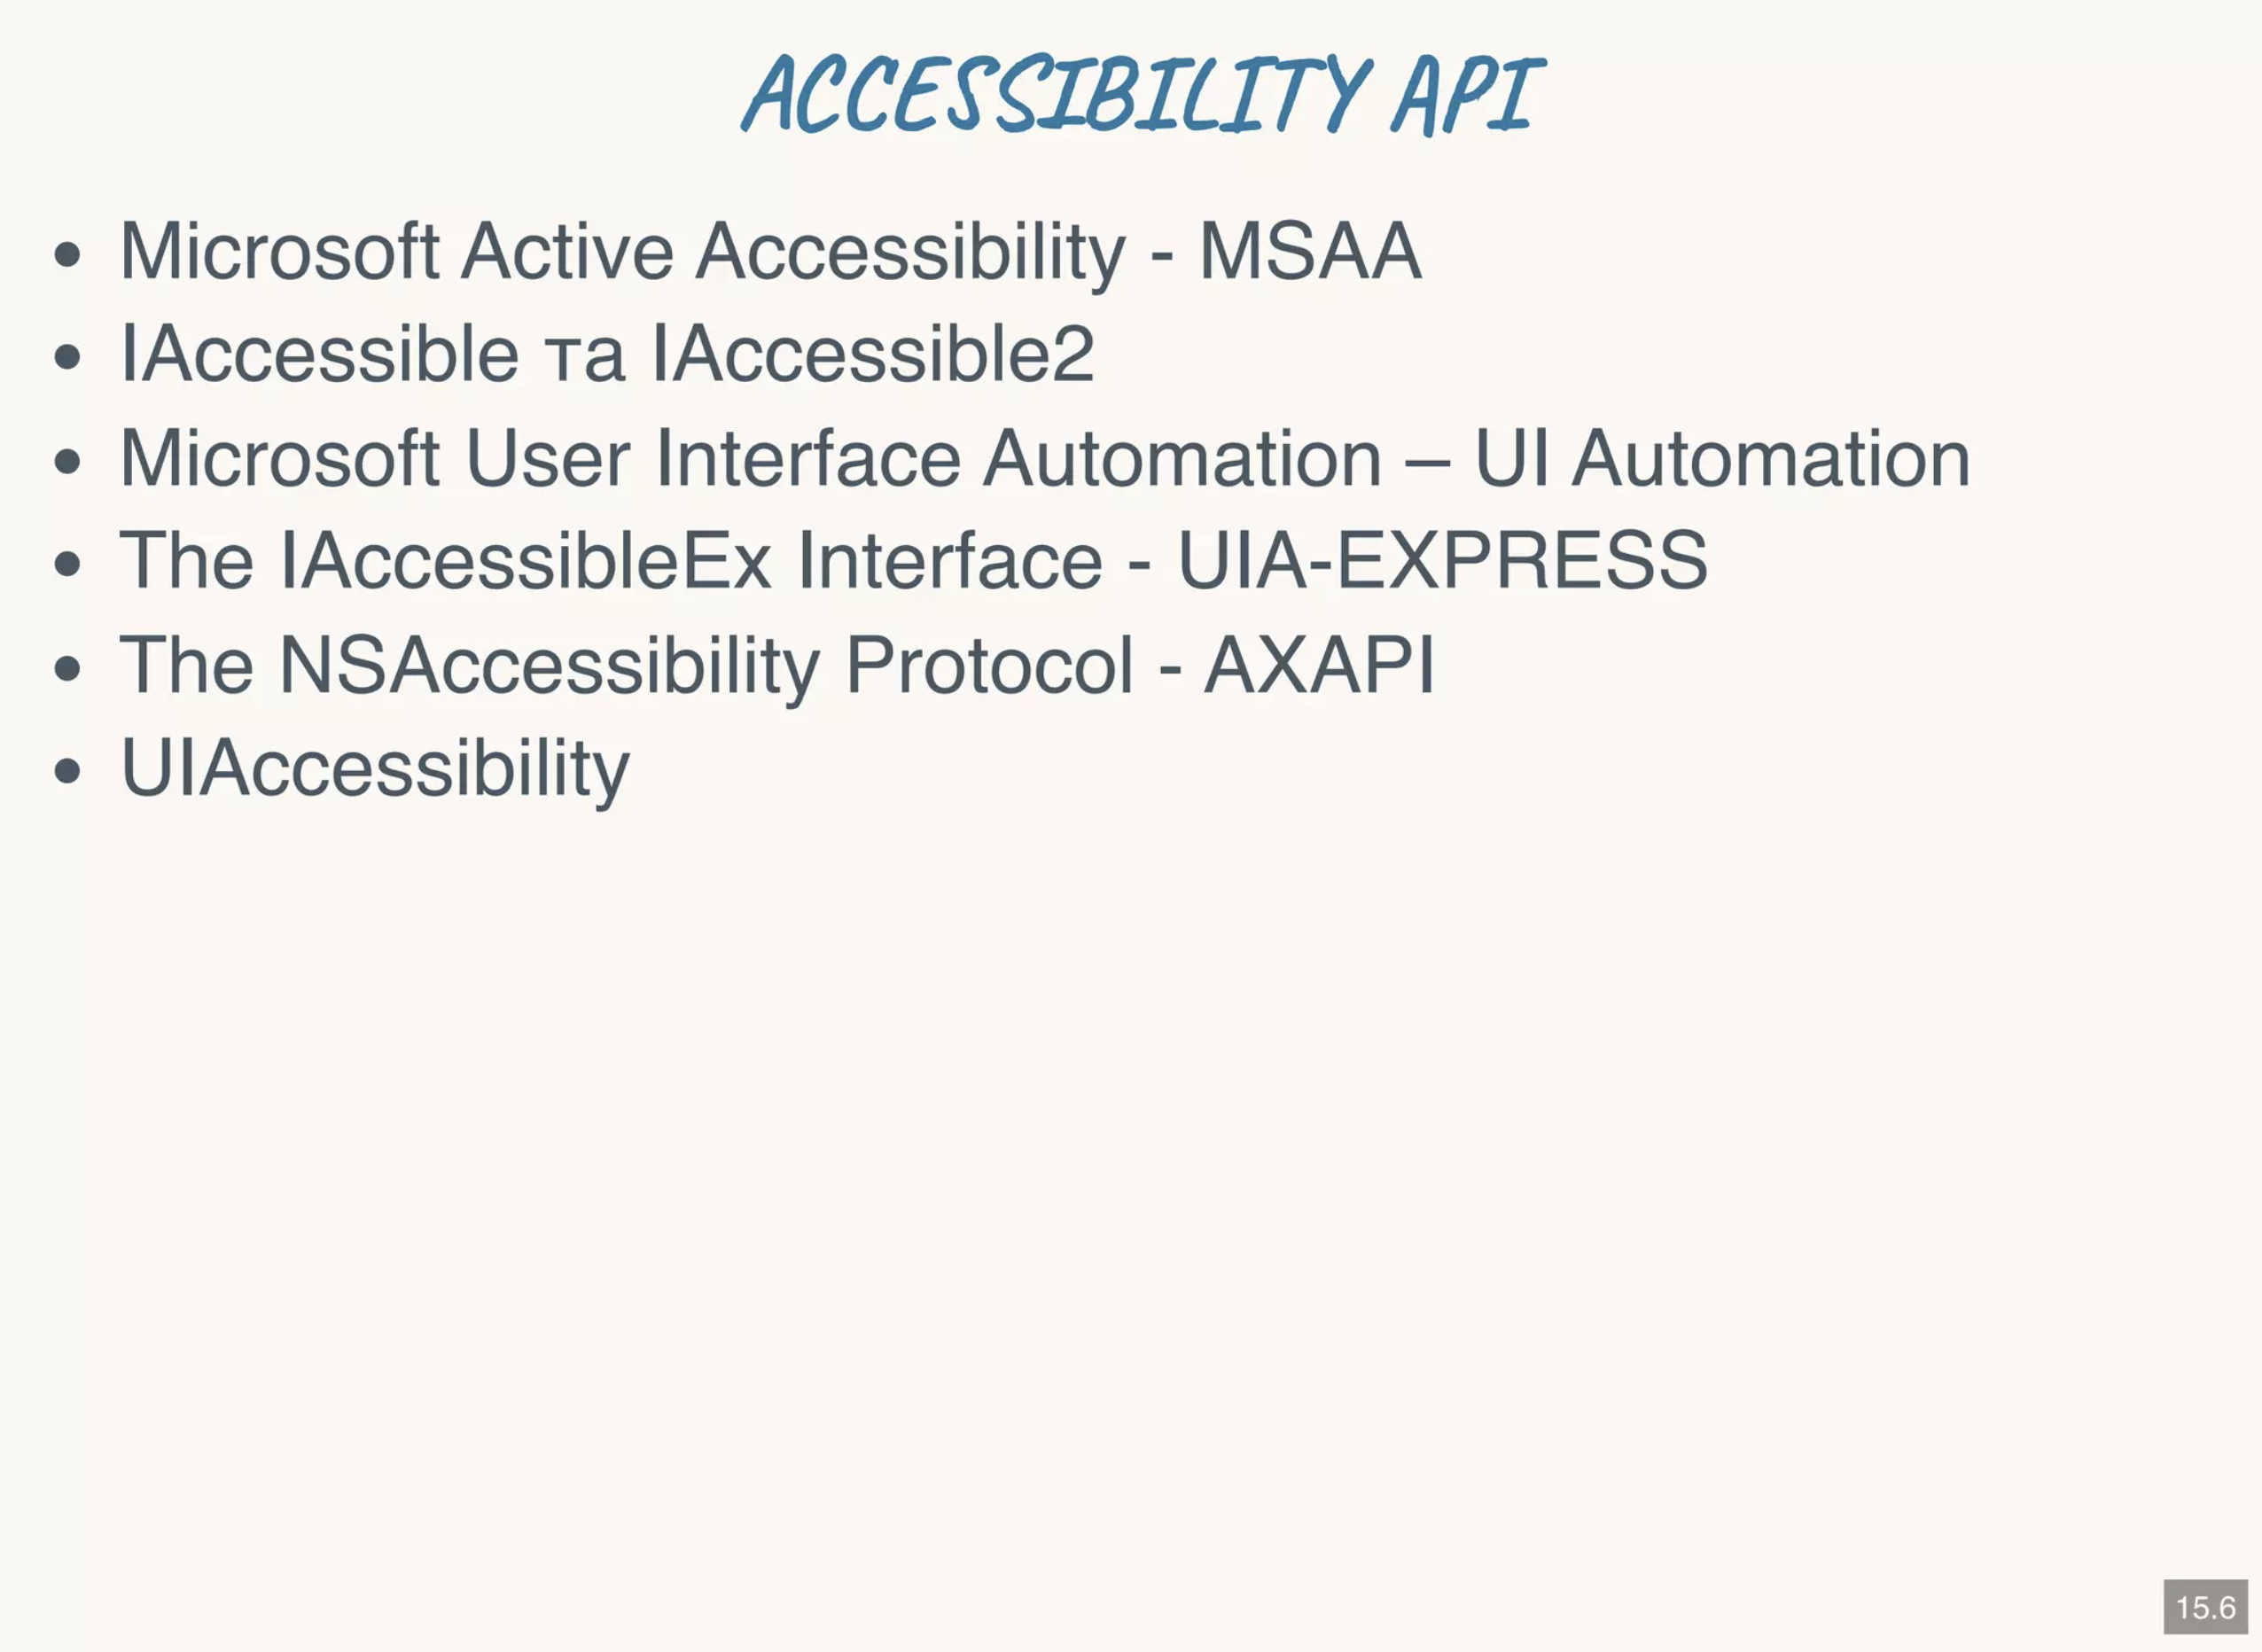 ACCESSIBILITY API
• Microsoft Active Accessibility - MSAA
• IAccessible та IAccessible2
• Microsoft User Interface Automation – UI Automation
• The IAccessibleEx Interface - UIA-EXPRESS
• The NSAccessibility Protocol - AXAPI
• UIAccessibility
15.6